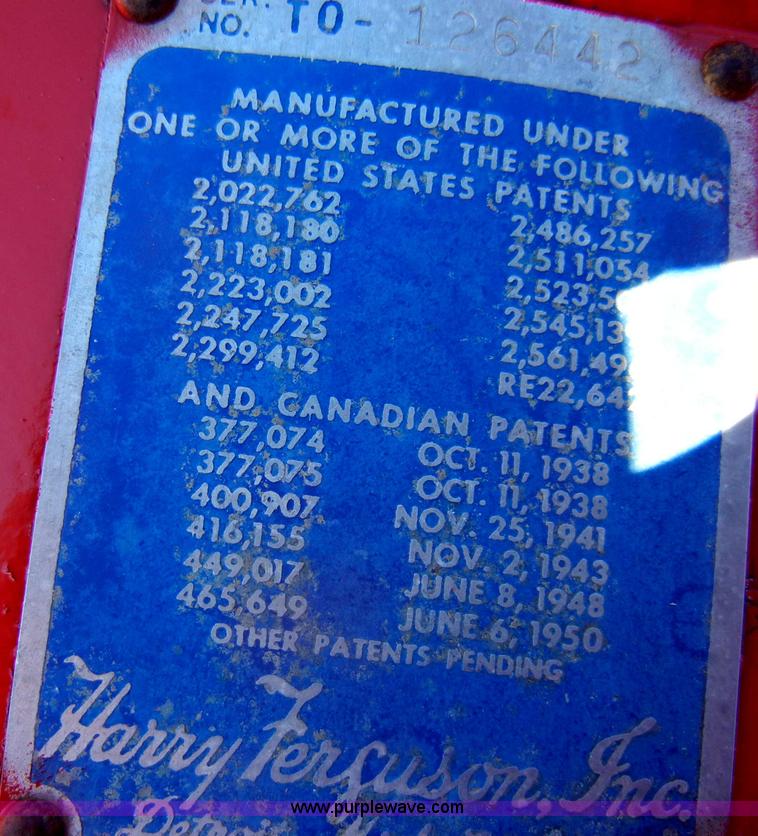 SER.
NO. TO- 126442
MANUFACTURED UNDER
ONE OR MORE OF THE FOLLOWING
UNITED STATES PATENTS
2,022,762 2,486,257
2,118,180 2,511,054
2,118,181
2,223,002
2,247,725
2,299,412
AND CANADIAN PATENTS
377,074 OCT. 11, 1938
377,075 OCT. 11, 1938
400,907 NOV. 25, 1941
416,155 NOV. 2, 1943
449,017 JUNE 8, 1948
465,649 JUNE 6, 1950
OTHER PATENTS PENDING
Harry Ferguson, Inc.
www.purplewave.com